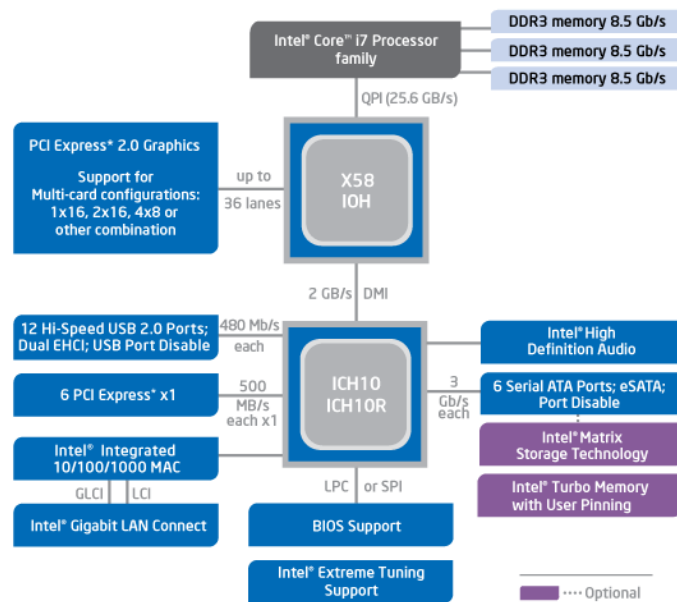 Intel® Core™ i7 Processor
family
DDR3 memory 8.5 Gb/s
DDR3 memory 8.5 Gb/s
DDR3 memory 8.5 Gb/s
QPI (25.6 GB/s)
PCI Express* 2.0 Graphics
Support for
Multi-card configurations:
1x16, 2x16, 4x8 or
other combination
up to
36 lanes
X58
IOH
2 GB/s DMI
12 Hi-Speed USB 2.0 Ports;
Dual EHCI; USB Port Disable
480 Mb/s
each
6 PCI Express* x1
500
MB/s
each x1
Intel® Integrated
10/100/1000 MAC
GLCI LCI
Intel® Gigabit LAN Connect
ICH10
ICH10R
Intel® High
Definition Audio
3
Gb/s
each
6 Serial ATA Ports; eSATA;
Port Disable
Intel® Matrix
Storage Technology
Intel® Turbo Memory
with User Pinning
LPC or SPI
BIOS Support
Intel® Extreme Tuning
Support
Optional